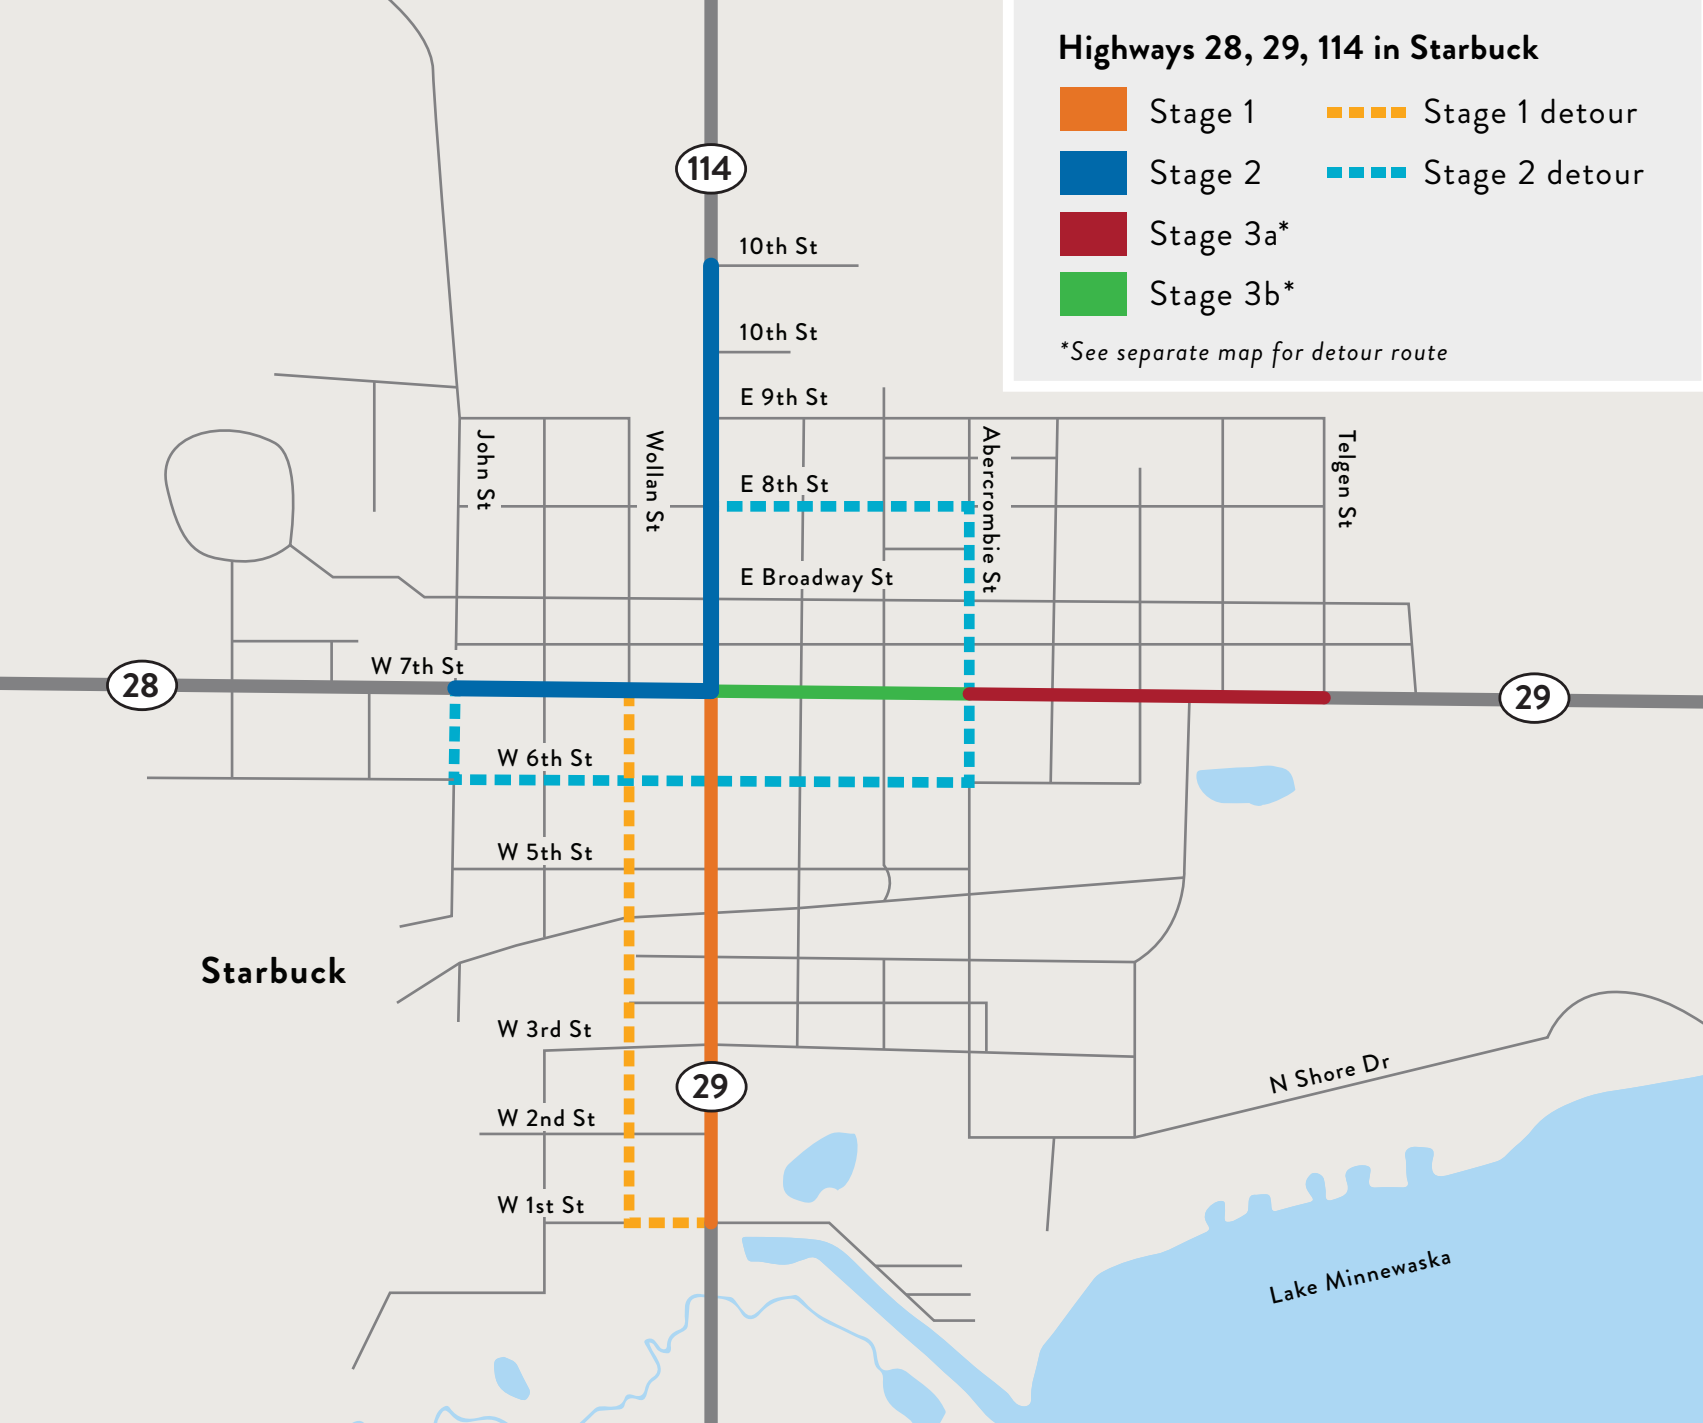 Highways 28, 29, 114 in Starbuck
Stage 1
Stage 1 detour
Stage 2
Stage 2 detour
Stage 3a*
Stage 3b*
*See separate map for detour route
114
10th St
10th St
E 9th St
John St
Wollan St
Abercrombie St
Telgen St
E 8th St
E Broadway St
W 7th St
28
29
W 6th St
W 5th St
Starbuck
W 3rd St
29
N Shore Dr
W 2nd St
W 1st St
Lake Minnewaska